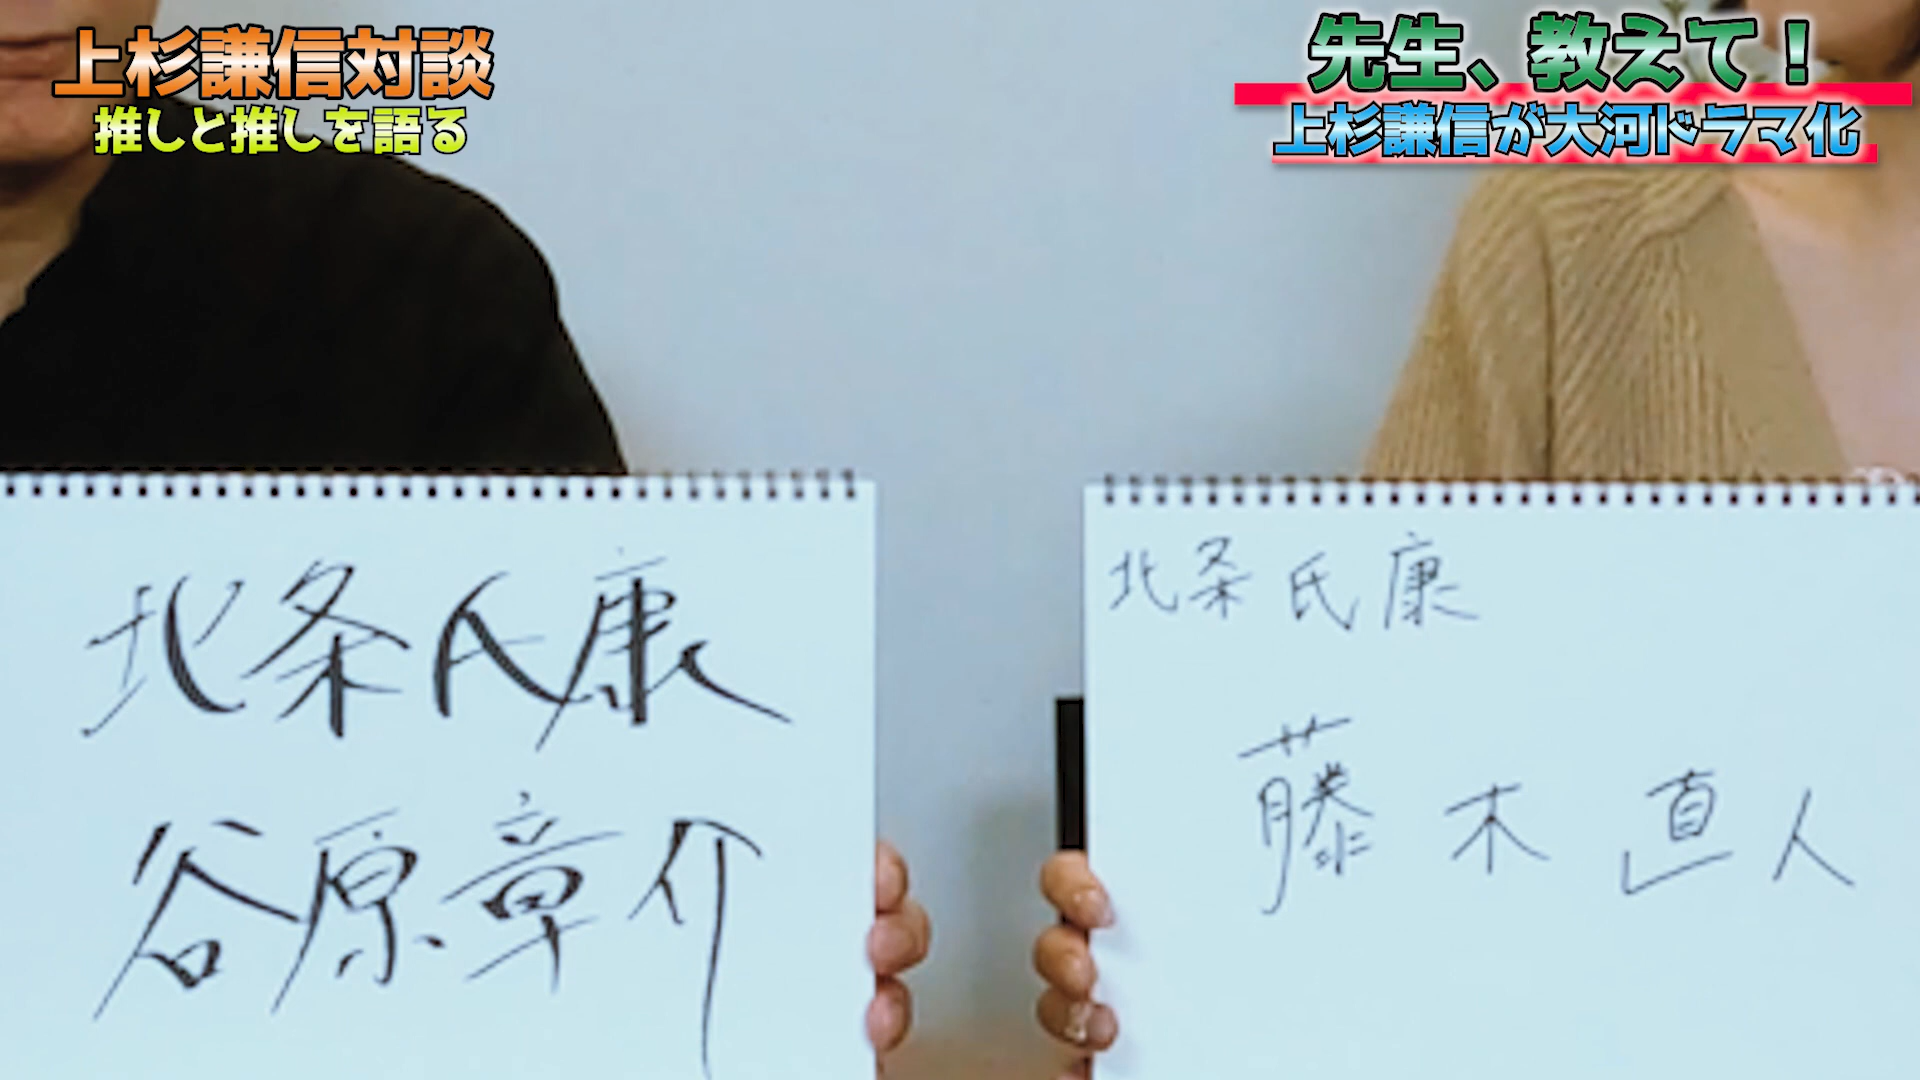 上杉謙信対談
推しと推しを語る
先生、教えて！
上杉謙信が大河ドラマ化
北条氏康
谷原章介
北条氏康
藤木直人